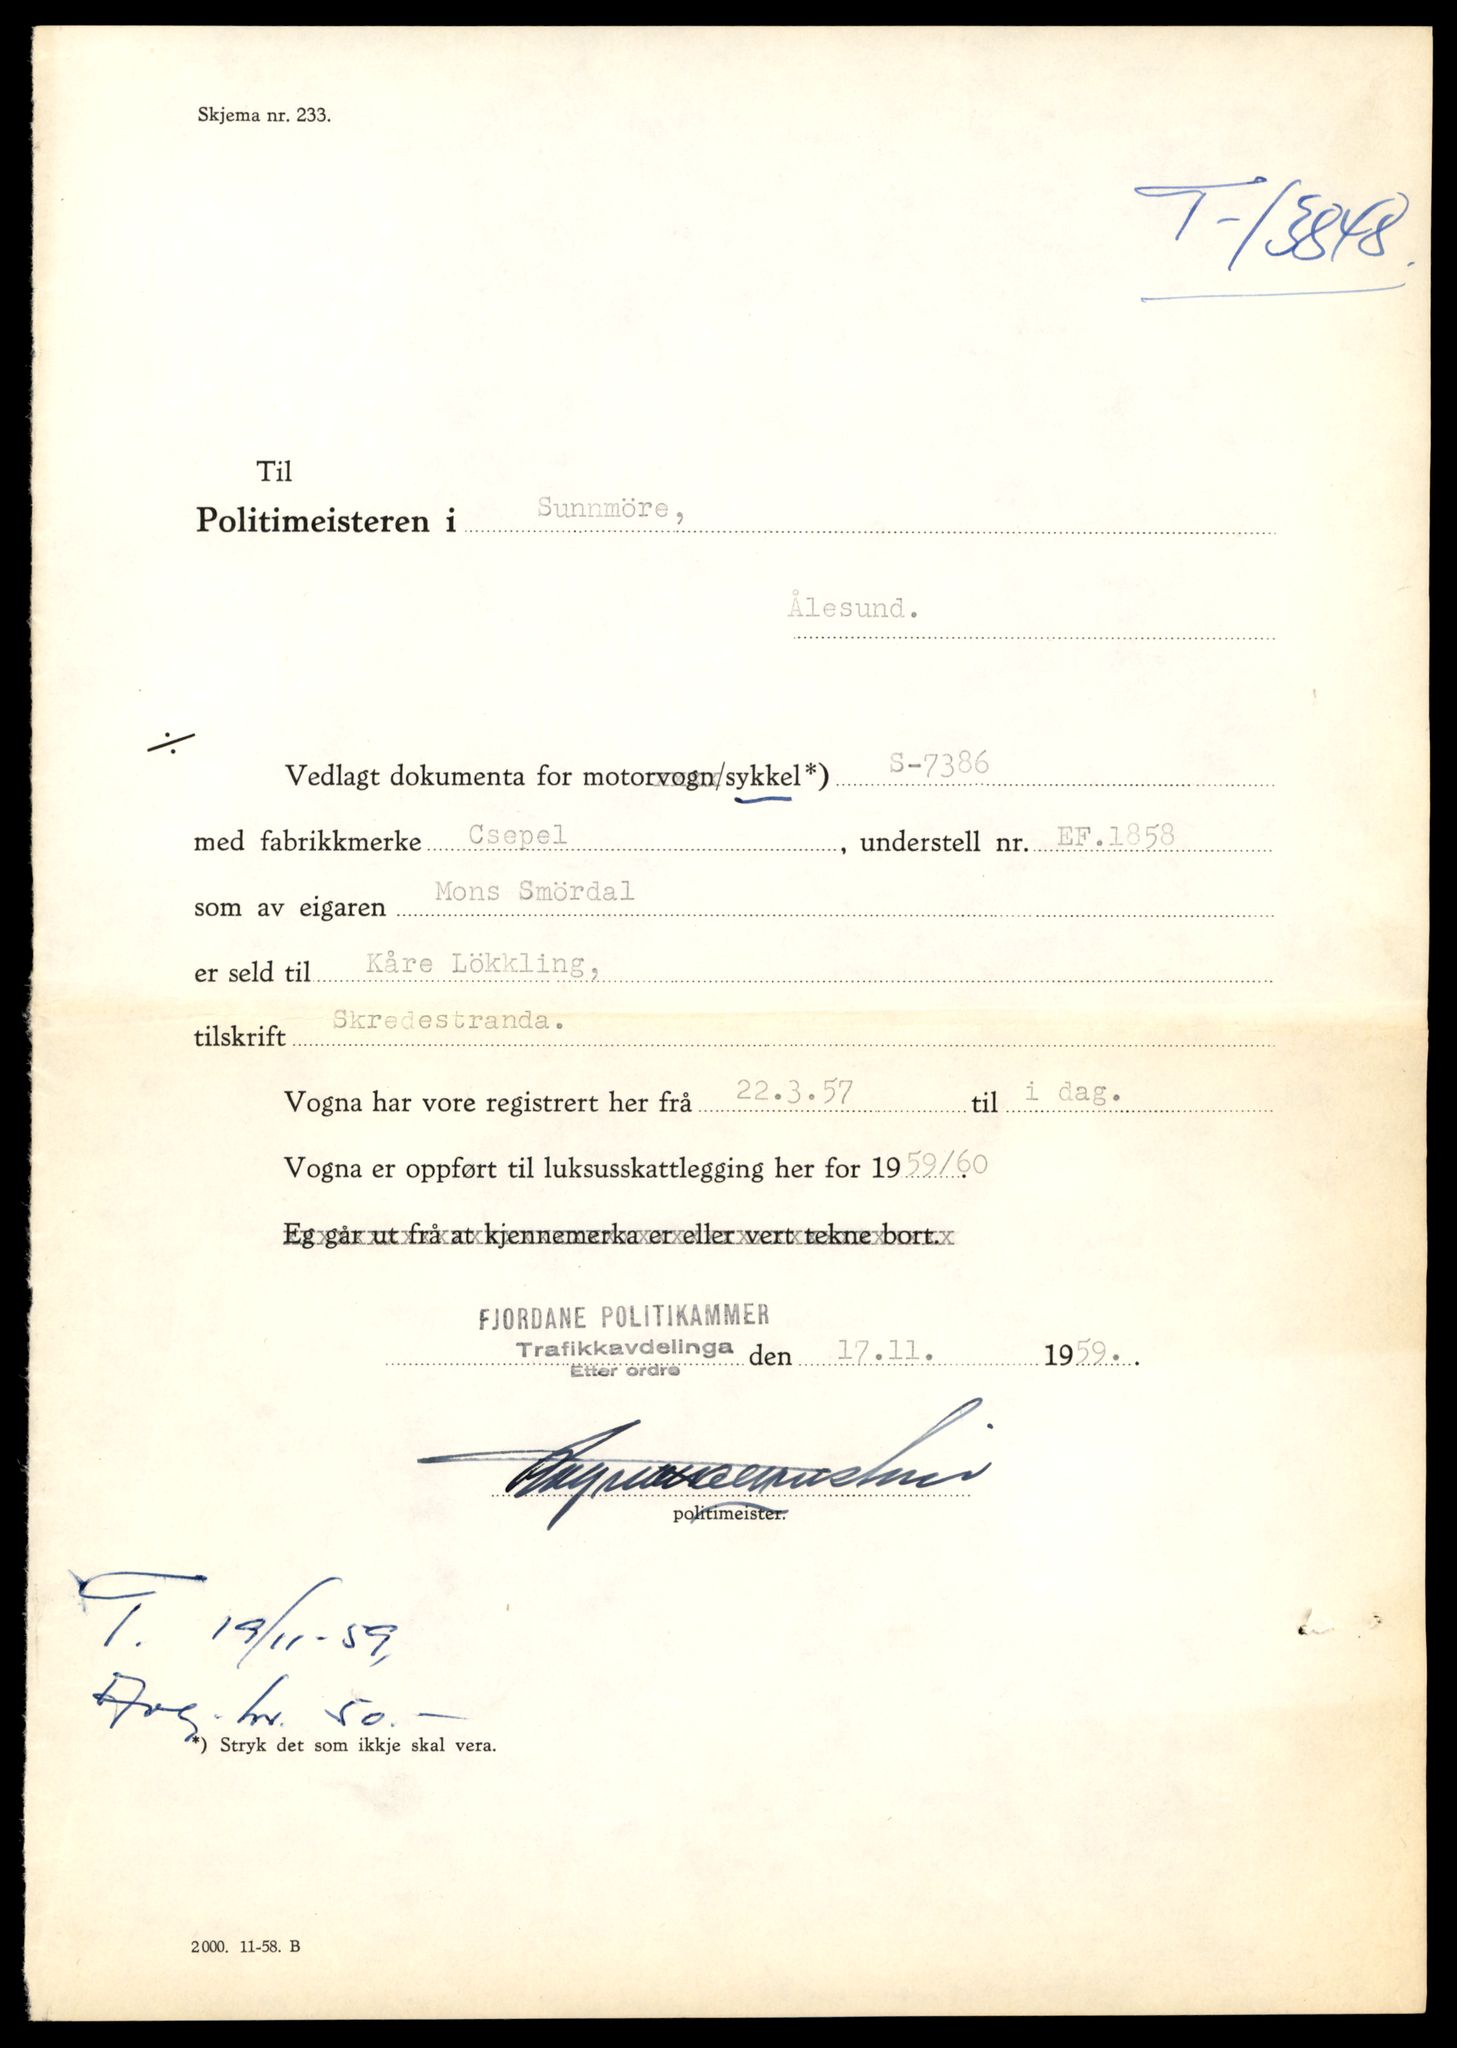 Skjema nr. 233.
T-13848.
Til
Politimeisteren i Sunnmöre,
Ålesund.
÷
Vedlagt dokumenta for motorvogn/sykkel*) S-7386
med fabrikkmerke Csepel, understell nr. EF.1858
som av eigaren Mons Smördal
er seld til Kåre Lökkling,
tilskrift Skredestranda.
Vogna har vore registrert her frå 22.3.57 til i dag.
Vogna er oppført til luksusskattlegging her for 1959/60
Eg går ut frå at kjennemerka er eller vert tekne bort.
FJORDANE POLITIKAMMER
Trafikkavdelinga den 17.11. 1959.
Etter ordre
politimeister.
T. 19/11-59,
Avg. kr. 50.-
*) Stryk det som ikkje skal vera.
2000. 11-58. B